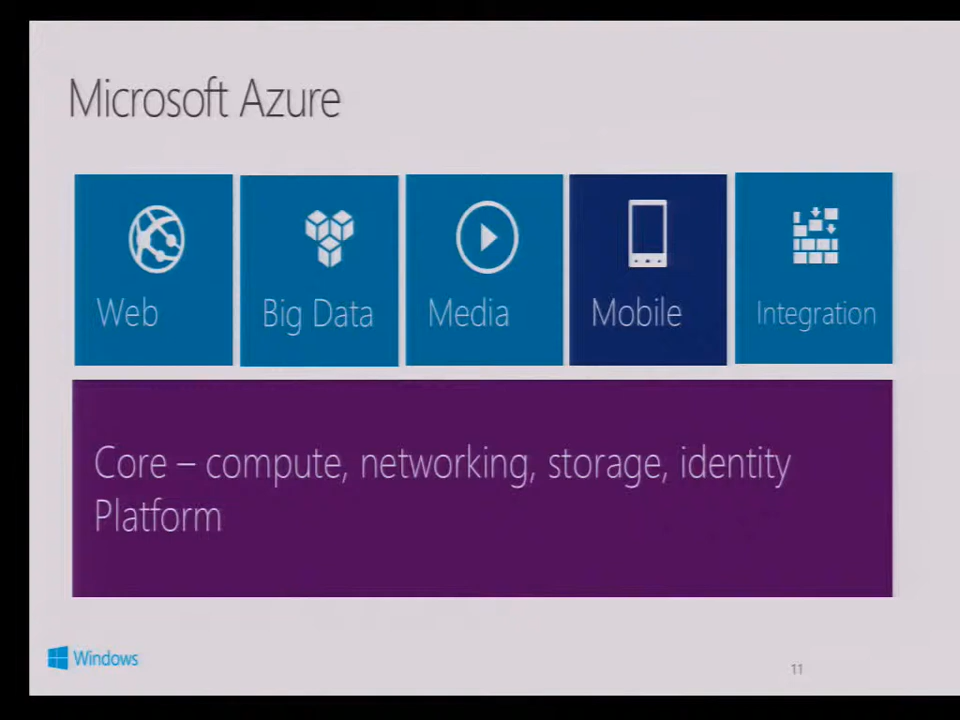 Microsoft Azure
Web
Big Data
Media
Mobile
Integration
Core – compute, networking, storage, identity
Platform
Windows
11